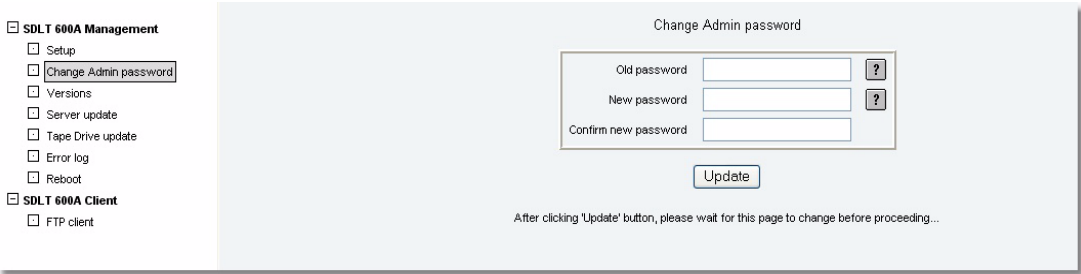 SDLT 600A Management
Setup
Change Admin password
Versions
Server update
Tape Drive update
Error log
Reboot
SDLT 600A Client
FTP client
Change Admin password
Old password ?
New password ?
Confirm new password
Update
After clicking 'Update' button, please wait for this page to change before proceeding...